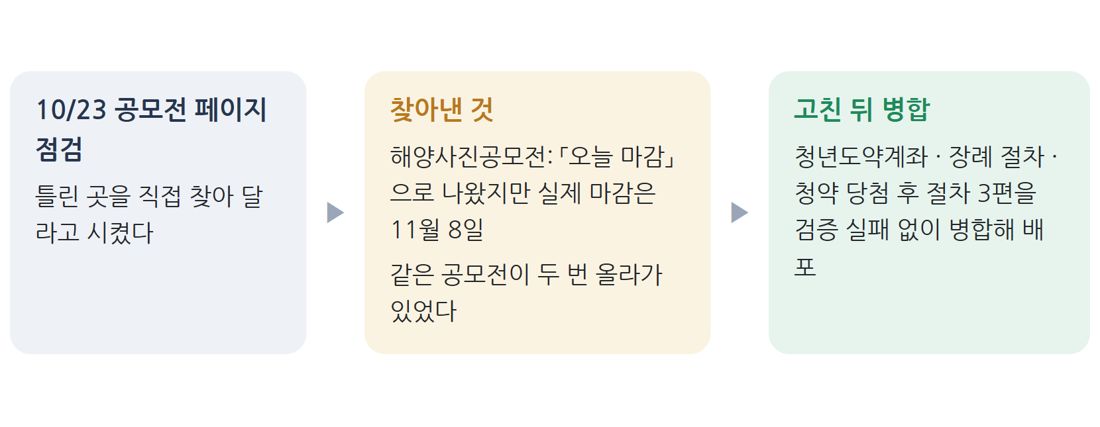 10/23 공모전 페이지
점검
틀린 곳을 직접 찾아 달
라고 시켰다
찾아낸 것
해양사진공모전: 「오늘 마감」
으로 나왔지만 실제 마감은
11월 8일
같은 공모전이 두 번 올라가
있었다
고친 뒤 병합
청년도약계좌 · 장례 절차 ·
청약 당첨 후 절차 3편을
검증 실패 없이 병합해 배
포